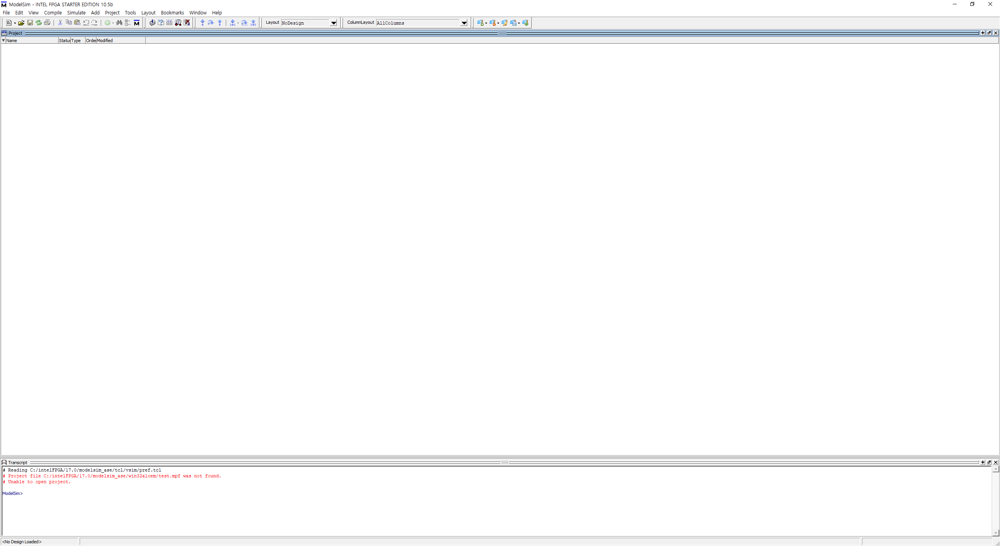 ModelSim - INTEL FPGA STARTER EDITION 10.5b
File Edit View Compile Simulate Add Project Tools Layout Bookmarks Window Help
Layout NoDesign ColumnLayout AllColumns
Project
Name Status Type Order Modified
Transcript
# Reading C:/intelFPGA/17.0/modelsim_ase/tcl/vsim/pref.tcl
# Project file C:/intelFPGA/17.0/modelsim_ase/win32aloem/test.mpf was not found.
# Unable to open project.
ModelSim>
<No Design Loaded>